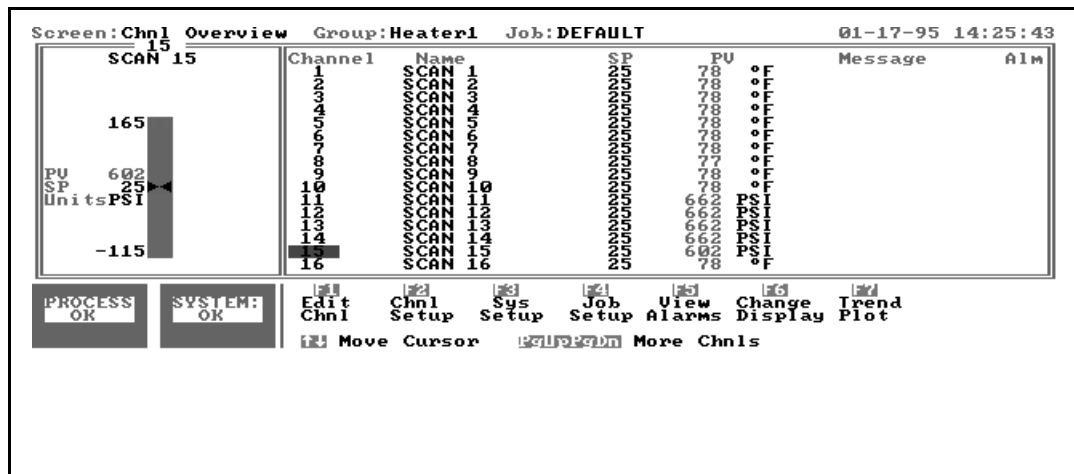 Screen:Chnl Overview Group:Heater1 Job:DEFAULT 01-17-95 14:25:43
15
SCAN 15
165
PV 602
SP 25
UnitsPSI
-115
Channel Name SP PV Message Alm
1 SCAN 1 25 78 °F
2 SCAN 2 25 78 °F
3 SCAN 3 25 78 °F
4 SCAN 4 25 78 °F
5 SCAN 5 25 78 °F
6 SCAN 6 25 78 °F
7 SCAN 7 25 78 °F
8 SCAN 8 25 77 °F
9 SCAN 9 25 78 °F
10 SCAN 10 25 78 °F
11 SCAN 11 25 662 PSI
12 SCAN 12 25 662 PSI
13 SCAN 13 25 662 PSI
14 SCAN 14 25 662 PSI
15 SCAN 15 25 602 PSI
16 SCAN 16 25 78 °F
PROCESS
OK
SYSTEM:
OK
F1 F2 F3 F4 F5 F6 F7
Edit Chnl Sys Job View Change Trend
Chnl Setup Setup Setup Alarms Display Plot
↑↓ Move Cursor PgUpPgDn More Chnls